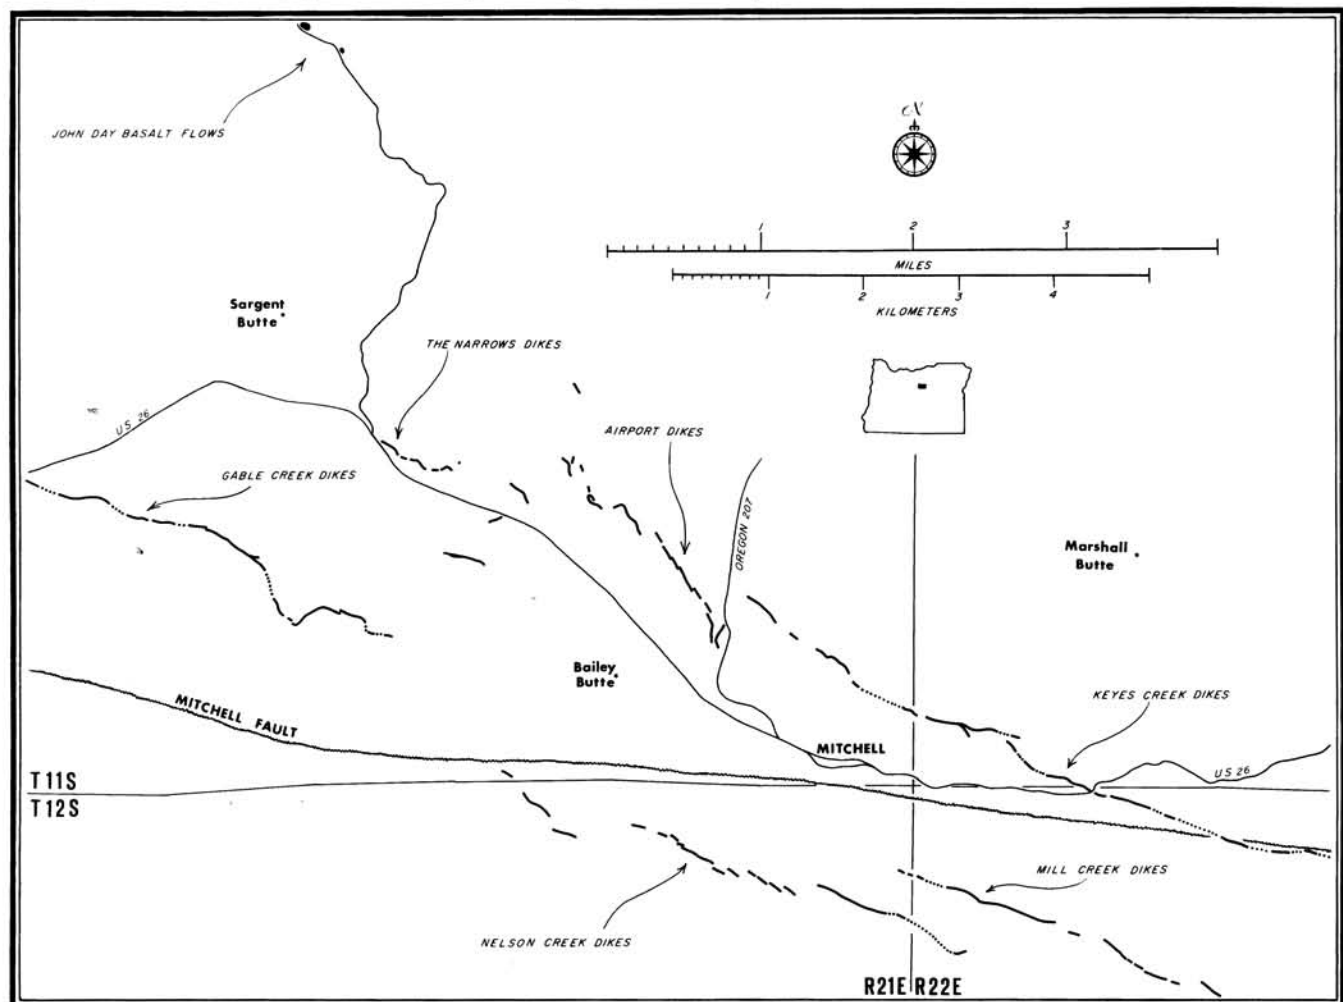 JOHN DAY BASALT FLOWS
N
1 2 3
MILES
1 2 3 4
KILOMETERS
Sargent
Butte
THE NARROWS DIKES
US 26
AIRPORT DIKES
GABLE CREEK DIKES
OREGON 207
Marshall
Butte
Bailey
Butte
MITCHELL FAULT
KEYES CREEK DIKES
MITCHELL
US 26
T11S
T12S
MILL CREEK DIKES
NELSON CREEK DIKES
R21E R22E